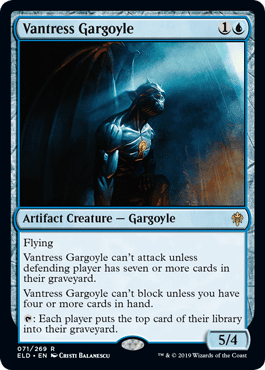 Vantress Gargoyle 1
Artifact Creature — Gargoyle
Flying
Vantress Gargoyle can't attack unless
defending player has seven or more cards in
their graveyard.
Vantress Gargoyle can't block unless you have
four or more cards in hand.
: Each player puts the top card of their library
into their graveyard.
5/4
071/269 R
ELD • EN Cristi Balanescu
™ & © 2019 Wizards of the Coast